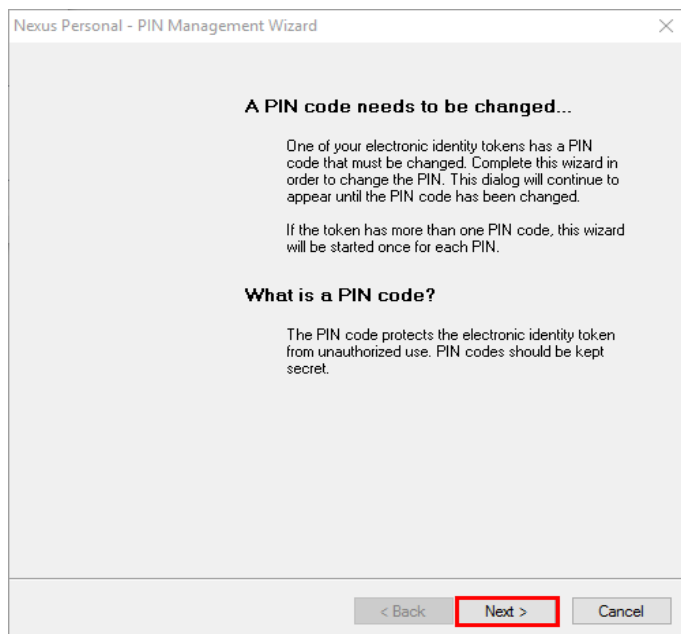 Nexus Personal - PIN Management Wizard
A PIN code needs to be changed...
One of your electronic identity tokens has a PIN
code that must be changed. Complete this wizard in
order to change the PIN. This dialog will continue to
appear until the PIN code has been changed.
If the token has more than one PIN code, this wizard
will be started once for each PIN.
What is a PIN code?
The PIN code protects the electronic identity token
from unauthorized use. PIN codes should be kept
secret.
< Back Next > Cancel